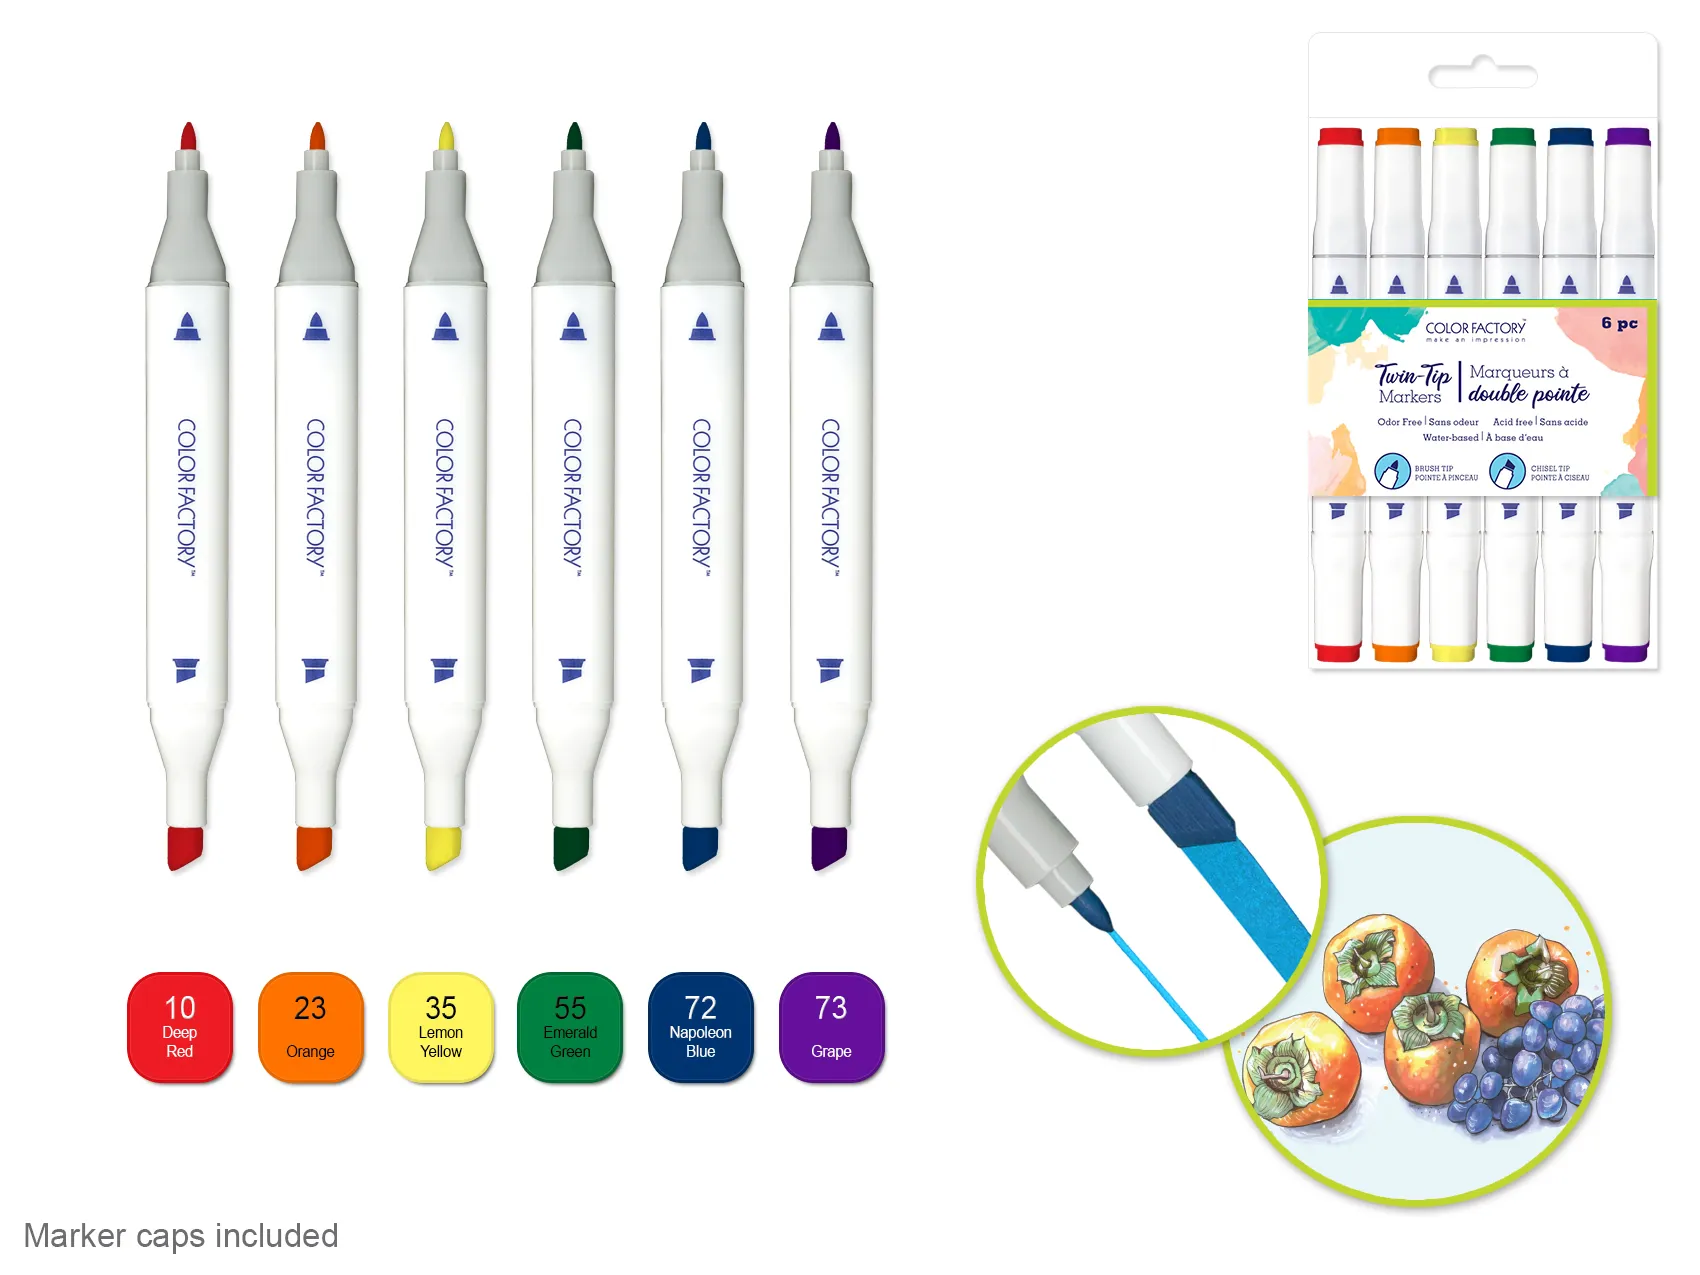 COLOR FACTORY™
COLOR FACTORY™
COLOR FACTORY™
COLOR FACTORY™
COLOR FACTORY™
COLOR FACTORY™
10
Deep
Red
23
Orange
35
Lemon
Yellow
55
Emerald
Green
72
Napoleon
Blue
73
Grape
Marker caps included
COLOR FACTORY™
make an impression
6 pc
Twin-Tip
Markers
Marqueurs à
double pointe
Odor Free | Sans odeur Acid free | Sans acide
Water-based | À base d'eau
BRUSH TIP
POINTE À PINCEAU
CHISEL TIP
POINTE À CISEAU